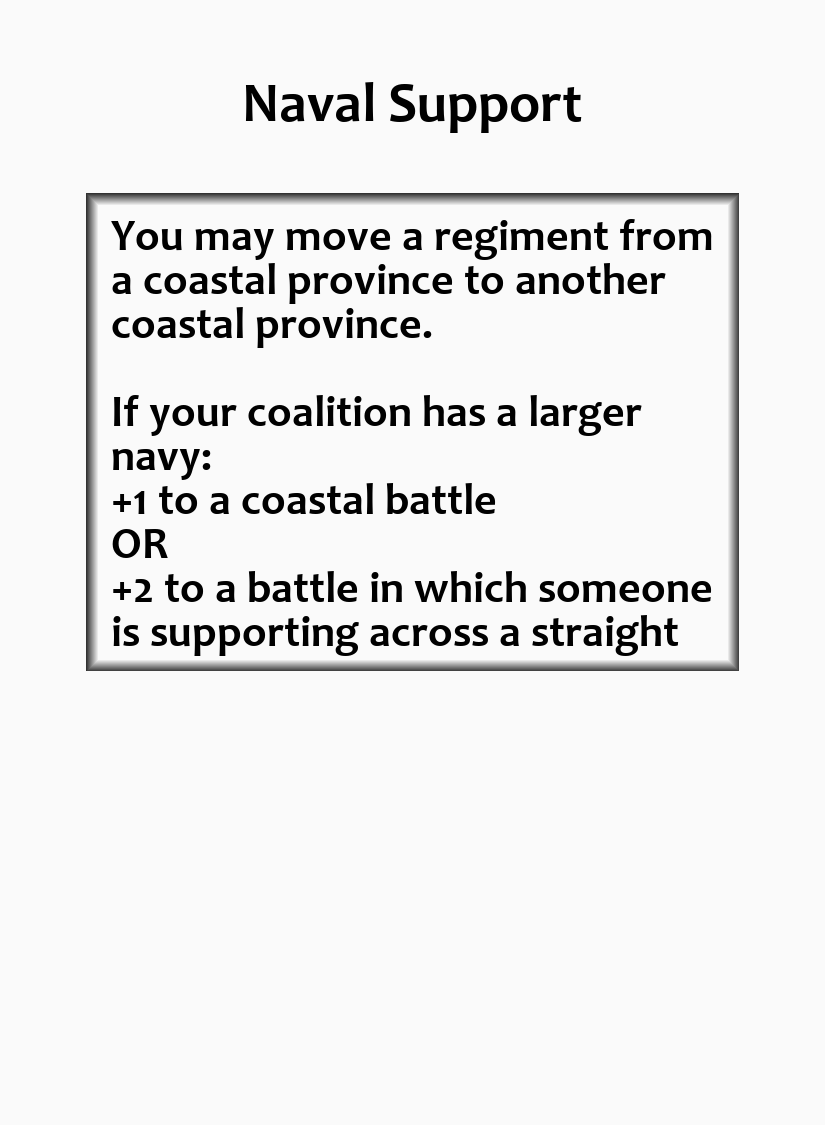 Naval Support
You may move a regiment from
a coastal province to another
coastal province.
If your coalition has a larger
navy:
+1 to a coastal battle
OR
+2 to a battle in which someone
is supporting across a straight